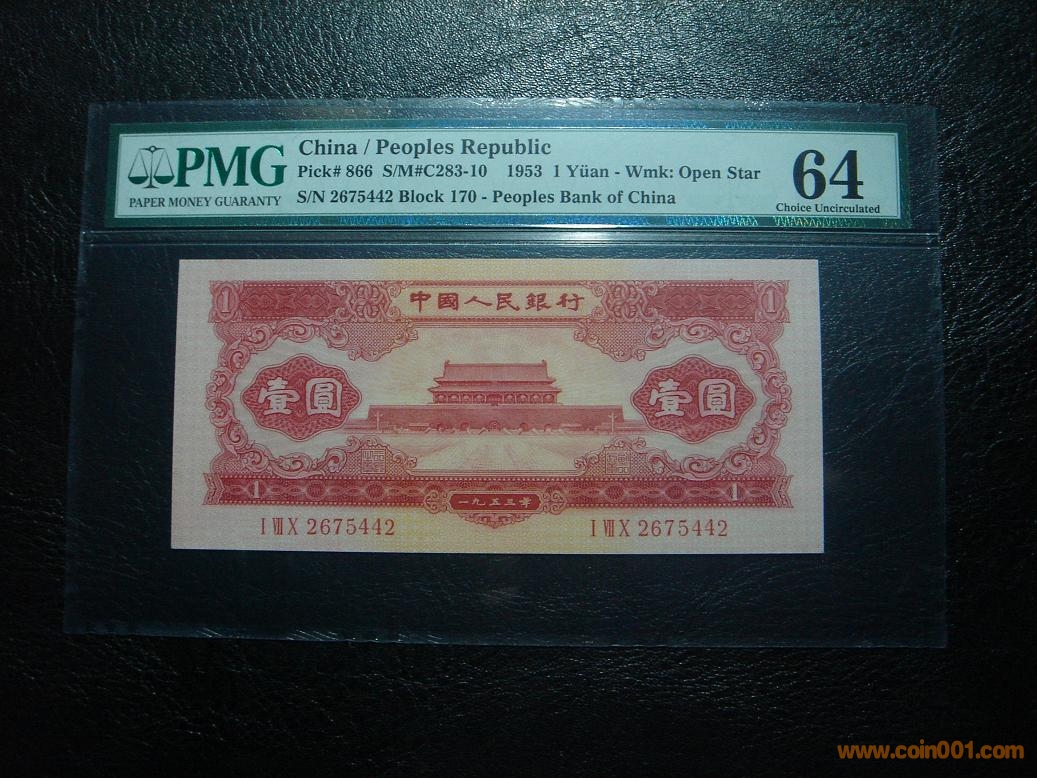 China / Peoples Republic
PMG
Pick# 866 S/M#C283-10 1953 1 Yüan - Wmk: Open Star
64
PAPER MONEY GUARANTY
S/N 2675442 Block 170 - Peoples Bank of China
Choice Uncirculated
1 中國人民銀行 1
壹圓 壹圓
1 一九五三年 1
I VII X 2675442 I VII X 2675442
www.coin001.com